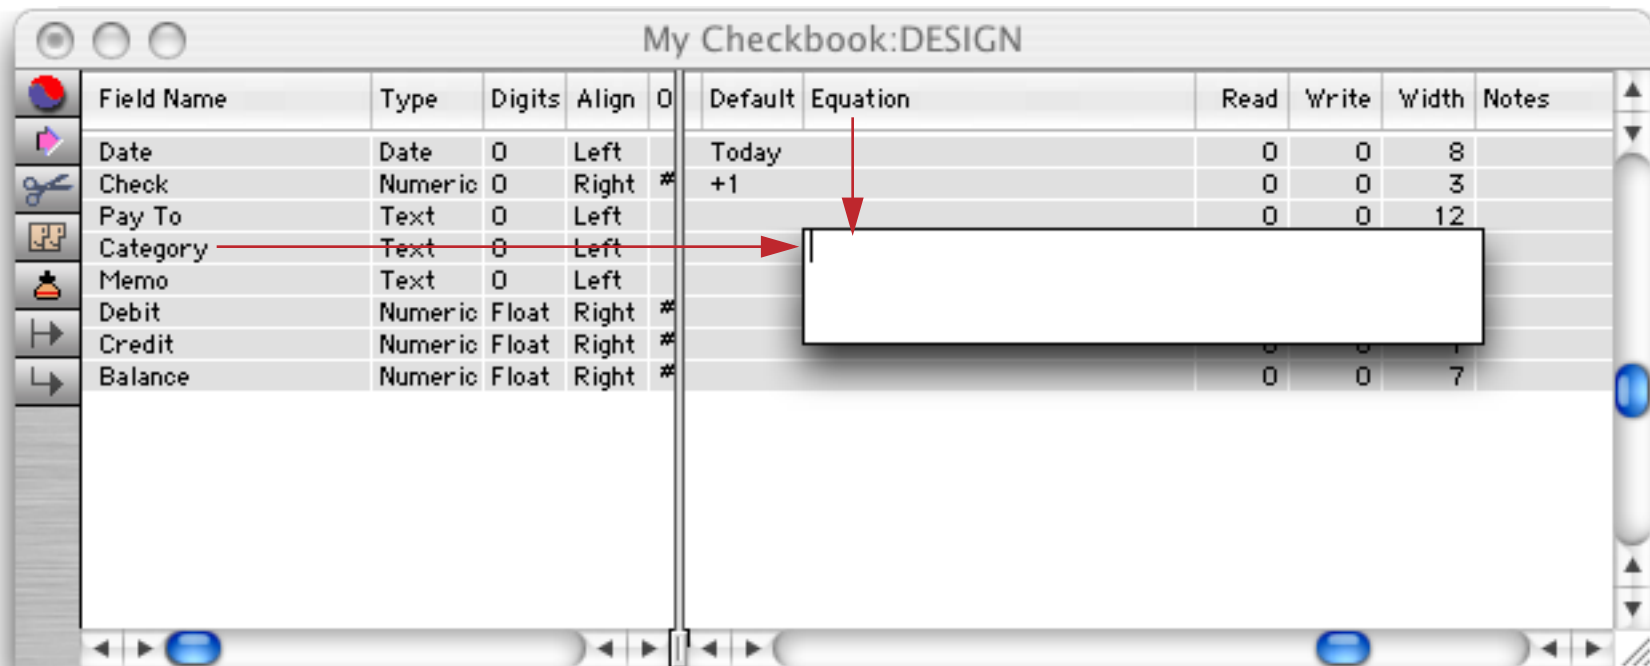 My Checkbook:DESIGN
Field Name Type Digits Align O Default Equation Read Write Width Notes
Date Date 0 Left Today 0 0 8
Check Numeric 0 Right # +1 0 0 3
Pay To Text 0 Left 0 0 12
Category Text 0 Left
Memo Text 0 Left
Debit Numeric Float Right #
Credit Numeric Float Right #
Balance Numeric Float Right # 0 0 7